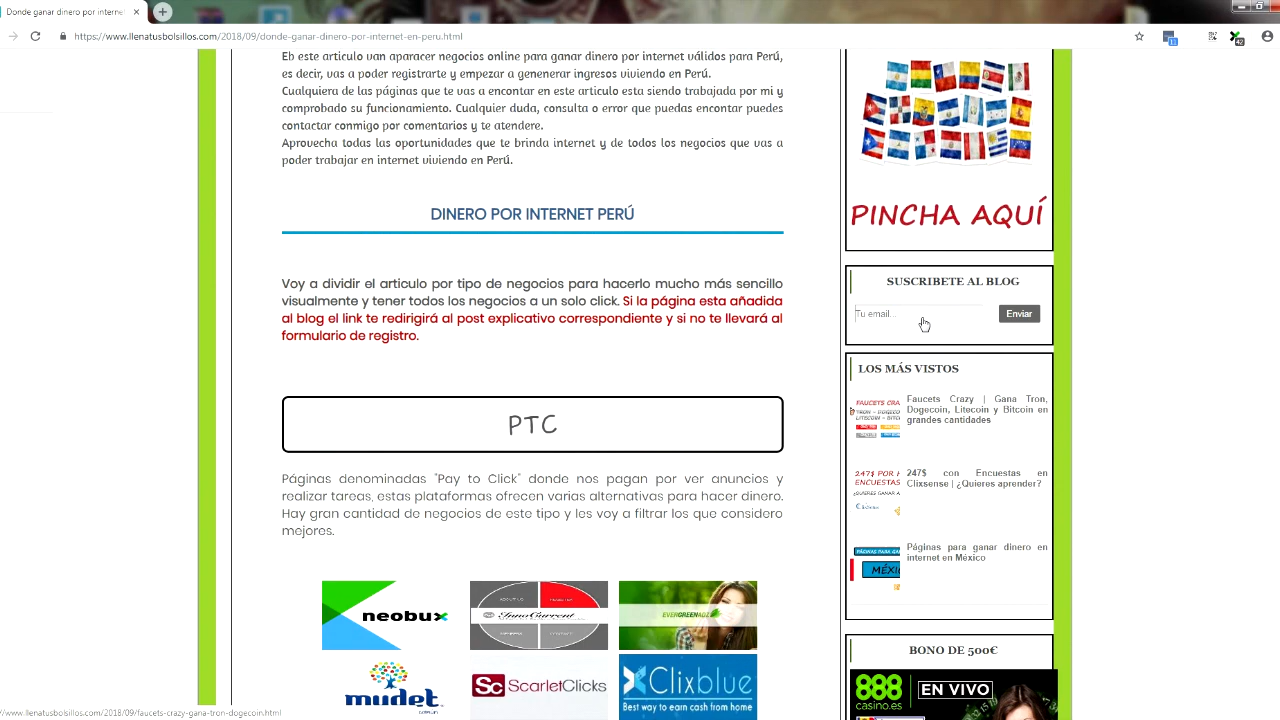 Donde ganar dinero por internet
https://www.llenatusbolsillos.com/2018/09/donde-ganar-dinero-por-internet-en-peru.html
Eb este articulo van aparacer negocios online para ganar dinero por internet válidos para Perú,
es decir, vas a poder registrarte y empezar a genenerar ingresos viviendo en Perú.
Cualquiera de las páginas que te vas a encontar en este articulo esta siendo trabajada por mi y
comprobado su funcionamiento. Cualquier duda, consulta o error que puedas encontar puedes
contactar conmigo por comentarios y te atendere.
Aprovecha todas las oportunidades que te brinda internet y de todos los negocios que vas a
poder trabajar en internet viviendo en Perú.
DINERO POR INTERNET PERÚ
Voy a dividir el articulo por tipo de negocios para hacerlo mucho más sencillo
visualmente y tener todos los negocios a un solo click. Si la página esta añadida
al blog el link te redirigirá al post explicativo correspondiente y si no te llevará al
formulario de registro.
PTC
Páginas denominadas "Pay to Click" donde nos pagan por ver anuncios y
realizar tareas, estas plataformas ofrecen varias alternativas para hacer dinero.
Hay gran cantidad de negocios de este tipo y les voy a filtrar los que considero
mejores.
neobux
InnoCurrent
EVERGREENADZ
mudet
ScarletClicks
Clixblue
Best way to earn cash from home
PINCHA AQUÍ
SUSCRIBETE AL BLOG
Tu email...
Enviar
LOS MÁS VISTOS
Faucets Crazy | Gana Tron,
Dogecoin, Litecoin y Bitcoin en
grandes cantidades
247$ con Encuestas en
Clixsense | ¿Quieres aprender?
Páginas para ganar dinero en
internet en México
BONO DE 500€
888
casino.es
EN VIVO
//www.llenatusbolsillos.com/2018/09/faucets-crazy-gana-tron-dogecoin.html